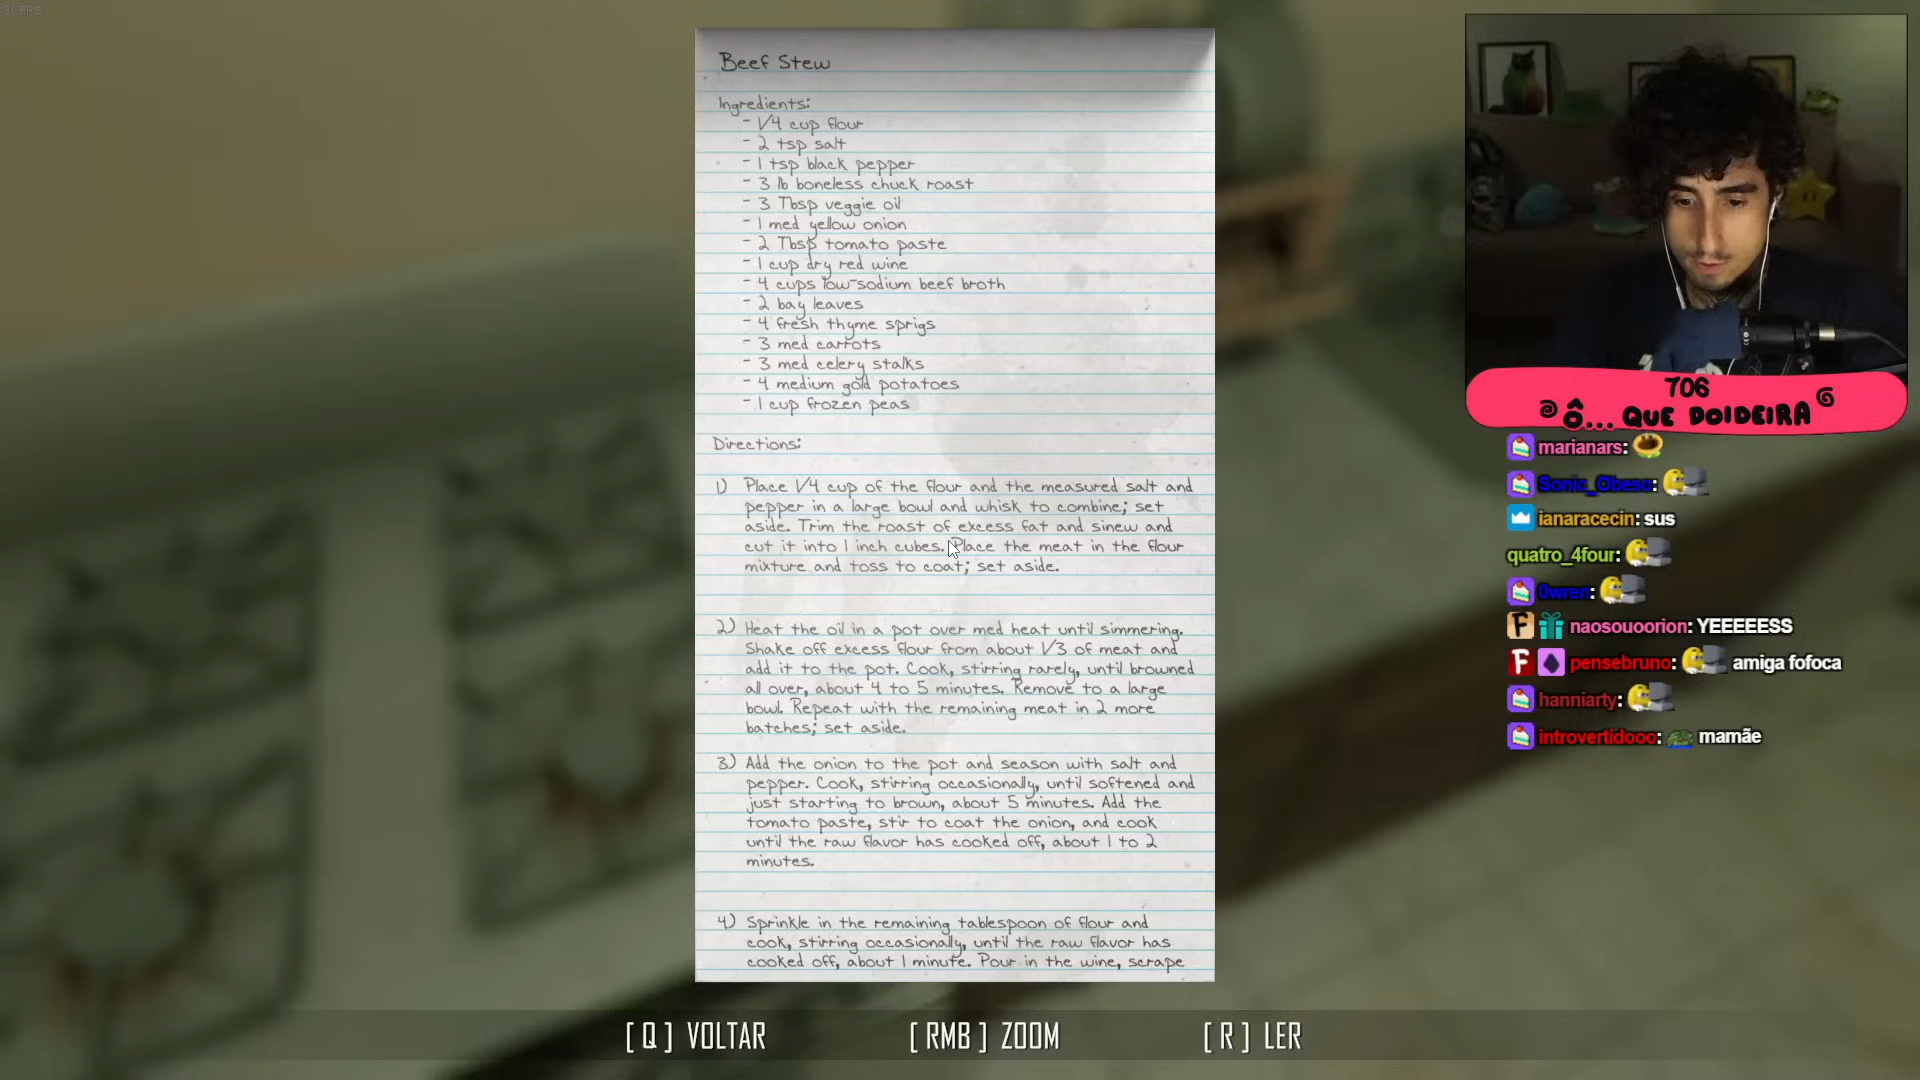 Beef Stew
Ingredients:
- 1/4 cup flour
- 2 tsp salt
- 1 tsp black pepper
- 3 lb boneless chuck roast
- 3 Tbsp veggie oil
- 1 med yellow onion
- 2 Tbsp tomato paste
- 1 cup dry red wine
- 4 cups low-sodium beef broth
- 2 bay leaves
- 4 fresh thyme sprigs
- 3 med carrots
- 3 med celery stalks
- 4 medium gold potatoes
- 1 cup frozen peas
Directions:
1) Place 1/4 cup of the flour and the measured salt and
pepper in a large bowl and whisk to combine; set
aside. Trim the roast of excess fat and sinew and
cut it into 1 inch cubes. Place the meat in the flour
mixture and toss to coat; set aside.
2) Heat the oil in a pot over med heat until simmering.
Shake off excess flour from about 1/3 of meat and
add it to the pot. Cook, stirring rarely, until browned
all over, about 4 to 5 minutes. Remove to a large
bowl. Repeat with the remaining meat in 2 more
batches; set aside.
3) Add the onion to the pot and season with salt and
pepper. Cook, stirring occasionally, until softened and
just starting to brown, about 5 minutes. Add the
tomato paste, stir to coat the onion, and cook
until the raw flavor has cooked off, about 1 to 2
minutes.
4) Sprinkle in the remaining tablespoon of flour and
cook, stirring occasionally, until the raw flavor has
cooked off, about 1 minute. Pour in the wine, scrape
[ Q ] VOLTAR
[ RMB ] ZOOM
[ R ] LER
706
Ô... QUE DOIDEIRA
marianars:
Sonic_Obeso:
ianaracecin: sus
quatro_4four:
0wren:
naosouoorion: YEEEEESS
pensebruno: amiga fofoca
hanniarty:
introvertidooo: mamãe